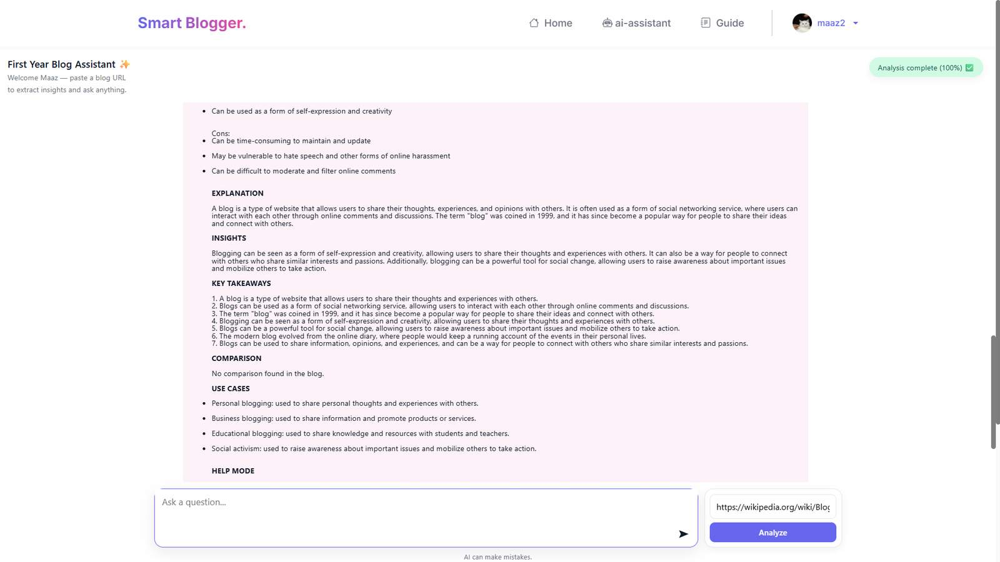 Smart Blogger.
Home
ai-assistant
Guide
maaz2
First Year Blog Assistant ✨
Welcome Maaz — paste a blog URL
to extract insights and ask anything.
Analysis complete (100%) ✅
• Can be used as a form of self-expression and creativity
Cons:
• Can be time-consuming to maintain and update
• May be vulnerable to hate speech and other forms of online harassment
• Can be difficult to moderate and filter online comments
EXPLANATION
A blog is a type of website that allows users to share their thoughts, experiences, and opinions with others. It is often used as a form of social networking service, where users can
interact with each other through online comments and discussions. The term "blog" was coined in 1999, and it has since become a popular way for people to share their ideas
and connect with others.
INSIGHTS
Blogging can be seen as a form of self-expression and creativity, allowing users to share their thoughts and experiences with others. It can also be a way for people to connect
with others who share similar interests and passions. Additionally, blogging can be a powerful tool for social change, allowing users to raise awareness about important issues
and mobilize others to take action.
KEY TAKEAWAYS
1. A blog is a type of website that allows users to share their thoughts and experiences with others.
2. Blogs can be used as a form of social networking service, allowing users to interact with each other through online comments and discussions.
3. The term "blog" was coined in 1999, and it has since become a popular way for people to share their ideas and connect with others.
4. Blogging can be seen as a form of self-expression and creativity, allowing users to share their thoughts and experiences with others.
5. Blogs can be a powerful tool for social change, allowing users to raise awareness about important issues and mobilize others to take action.
6. The modern blog evolved from the online diary, where people would keep a running account of the events in their personal lives.
7. Blogs can be used to share information, opinions, and experiences, and can be a way for people to connect with others who share similar interests and passions.
COMPARISON
No comparison found in the blog.
USE CASES
• Personal blogging: used to share personal thoughts and experiences with others.
• Business blogging: used to share information and promote products or services.
• Educational blogging: used to share knowledge and resources with students and teachers.
• Social activism: used to raise awareness about important issues and mobilize others to take action.
HELP MODE
Ask a question...
https://wikipedia.org/wiki/Blog
Analyze
AI can make mistakes.